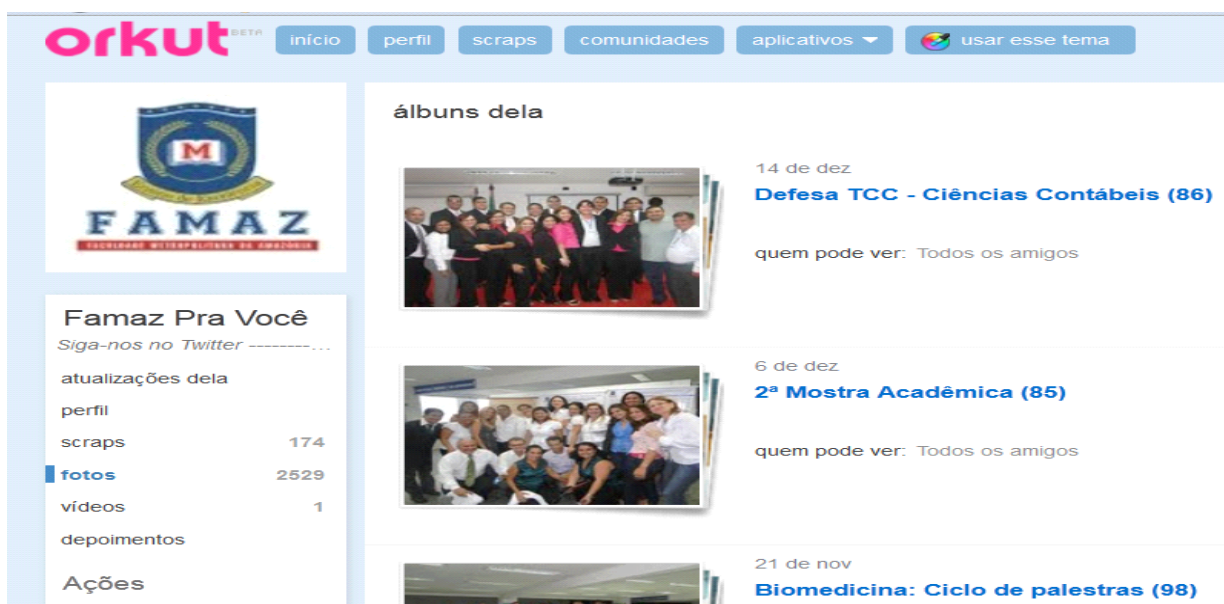 orkut BETA
início perfil scraps comunidades aplicativos usar esse tema
M
FAMAZ
FACULDADE METROPOLITANA DA AMAZÔNIA
Famaz Pra Você
Siga-nos no Twitter --------...
atualizações dela
perfil
scraps 174
fotos 2529
vídeos 1
depoimentos
Ações
álbuns dela
14 de dez
Defesa TCC - Ciências Contábeis (86)
quem pode ver: Todos os amigos
6 de dez
2ª Mostra Acadêmica (85)
quem pode ver: Todos os amigos
21 de nov
Biomedicina: Ciclo de palestras (98)